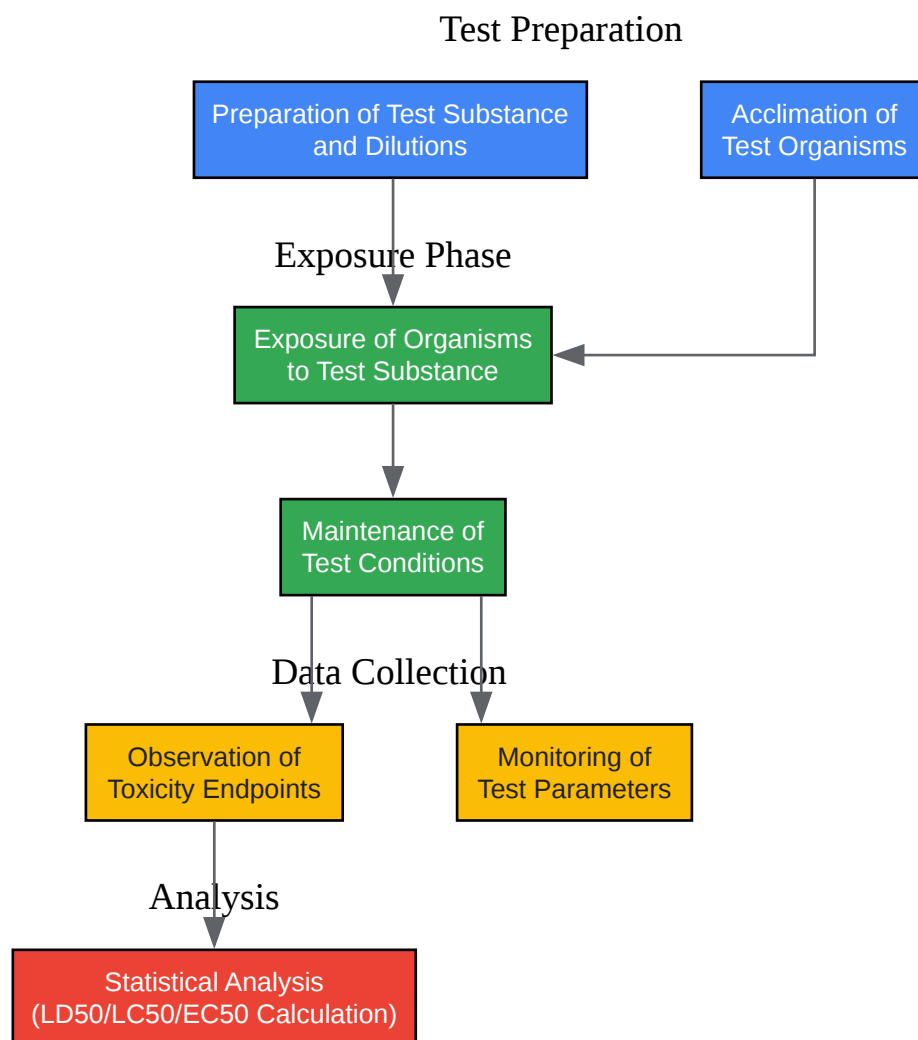 Test Preparation
Preparation of Test Substance
and Dilutions
Acclimation of
Test Organisms
Exposure Phase
Exposure of Organisms
to Test Substance
Maintenance of
Test Conditions
Data Collection
Observation of
Toxicity Endpoints
Monitoring of
Test Parameters
Analysis
Statistical Analysis
(LD50/LC50/EC50 Calculation)